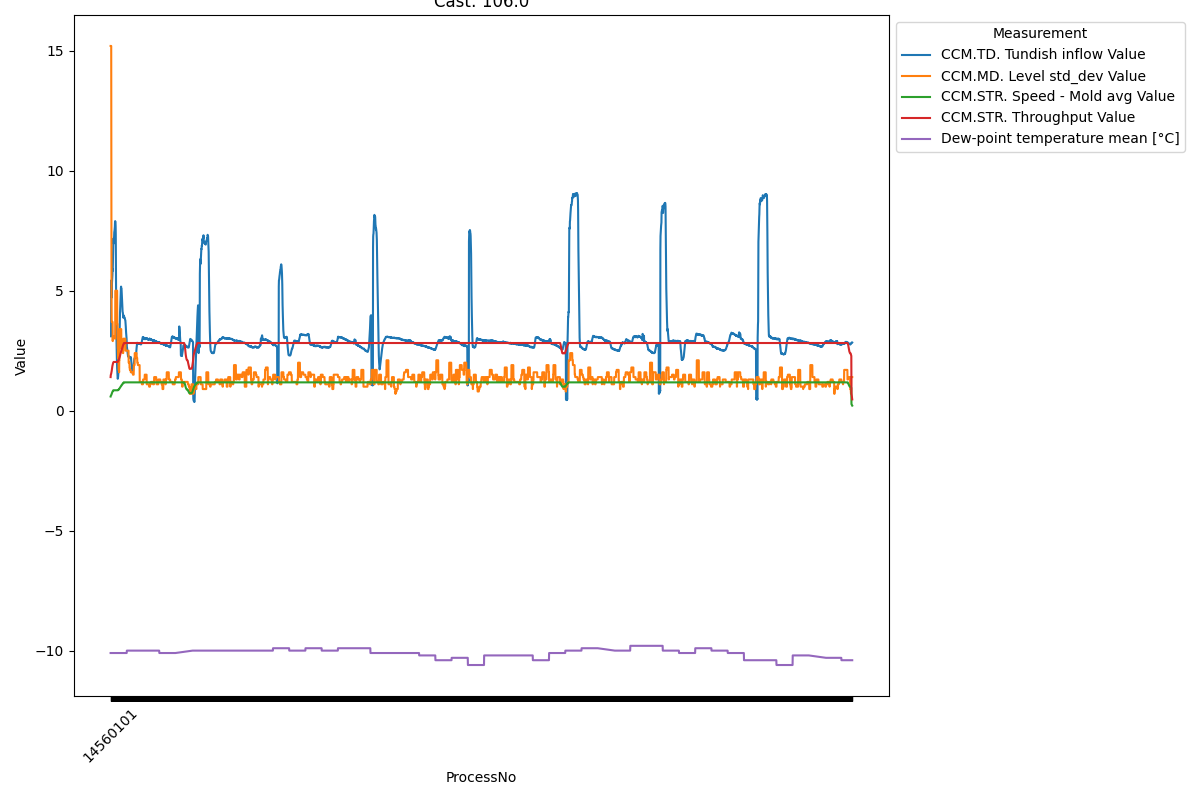 Cast: 106.0
Measurement
CCM.TD. Tundish inflow Value
CCM.MD. Level std_dev Value
CCM.STR. Speed - Mold avg Value
CCM.STR. Throughput Value
Dew-point temperature mean [°C]
15
10
5
0
−5
−10
Value
14560101
ProcessNo